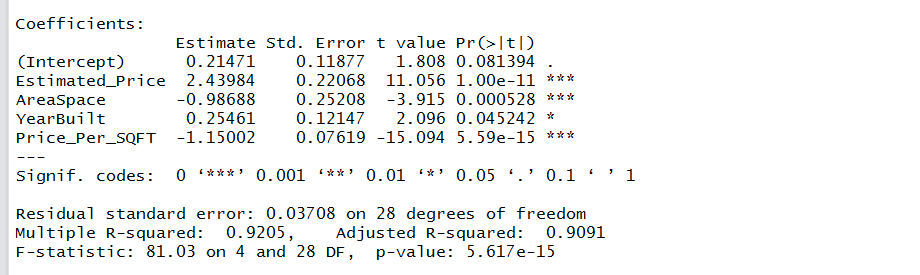 Coefficients:
                 Estimate Std. Error t value Pr(>|t|)
(Intercept)       0.21471    0.11877   1.808 0.081394 .
Estimated_Price  2.43984    0.22068  11.056 1.00e-11 ***
AreaSpace        -0.98688    0.25208  -3.915 0.000528 ***
YearBuilt         0.25461    0.12147   2.096 0.045242 *
Price_Per_SQFT  -1.15002    0.07619 -15.094 5.59e-15 ***
---
Signif. codes:  0 ‘***’ 0.001 ‘**’ 0.01 ‘*’ 0.05 ‘.’ 0.1 ‘ ’ 1
Residual standard error: 0.03708 on 28 degrees of freedom
Multiple R-squared:  0.9205,    Adjusted R-squared:  0.9091
F-statistic: 81.03 on 4 and 28 DF,  p-value: 5.617e-15